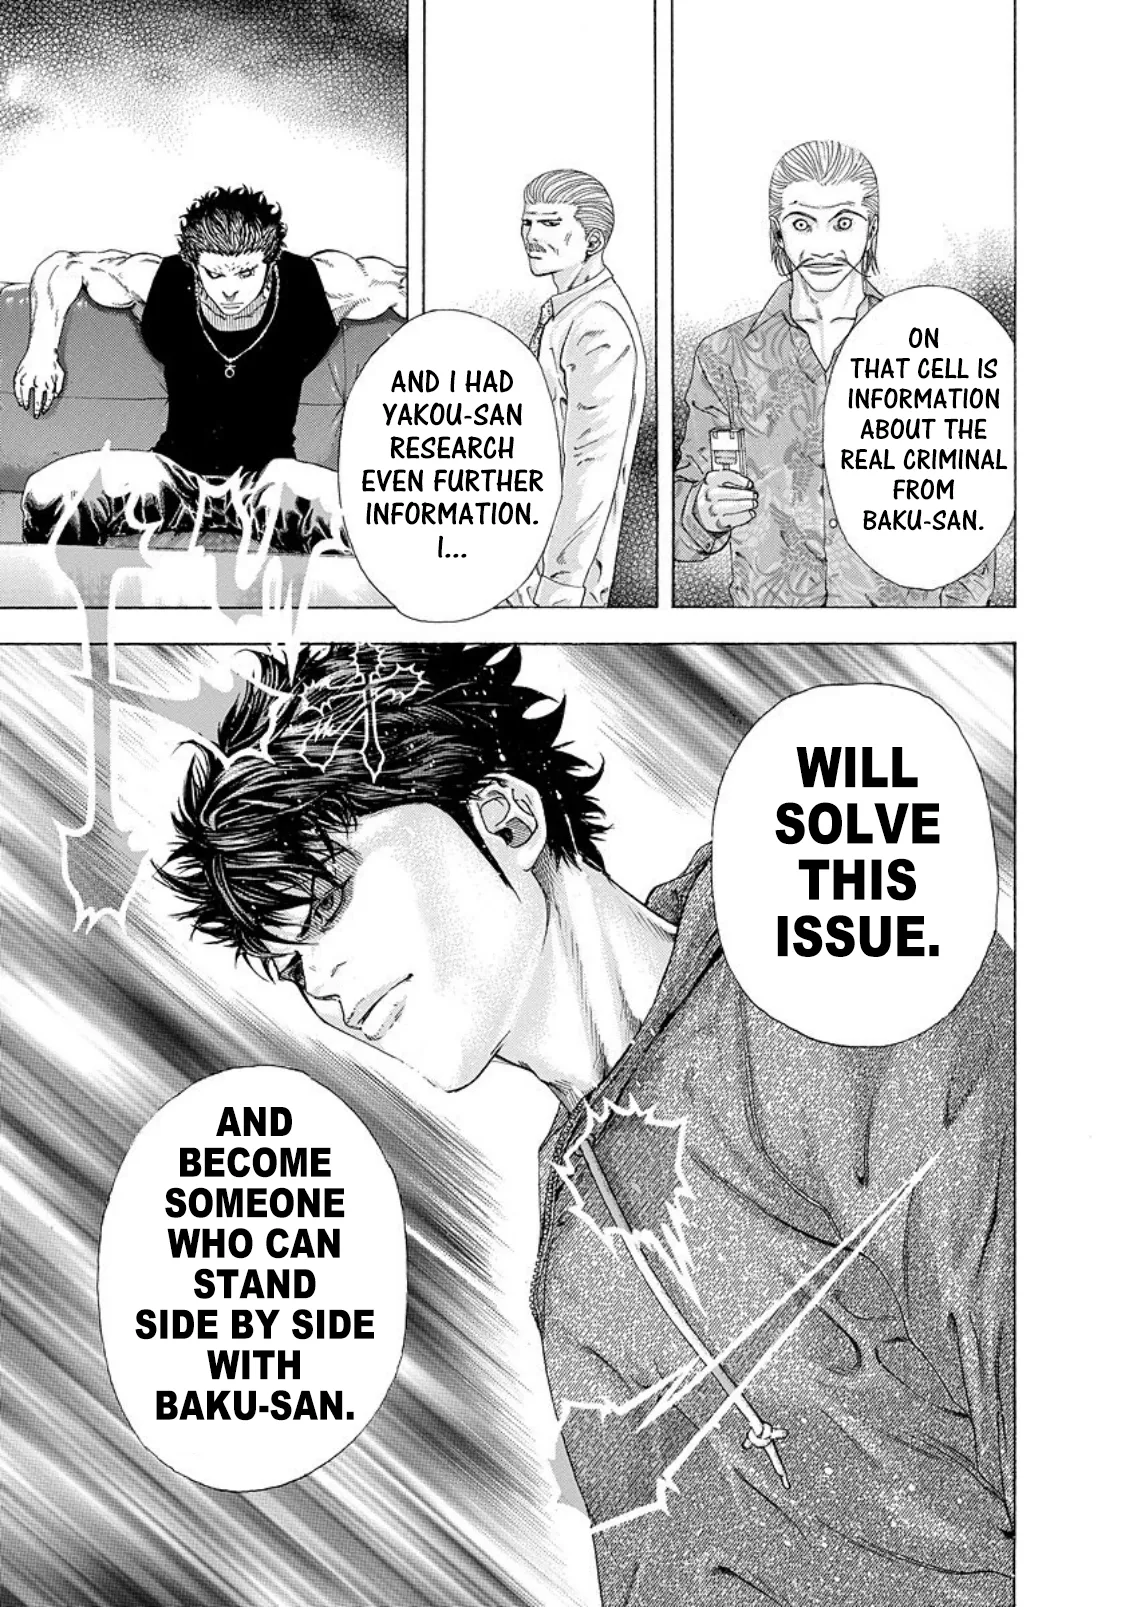 ON
THAT CELL IS
INFORMATION
ABOUT THE
REAL CRIMINAL
FROM
BAKU-SAN.
AND I HAD
YAKOU-SAN
RESEARCH
EVEN FURTHER
INFORMATION.
I...
WILL
SOLVE
THIS
ISSUE.
AND
BECOME
SOMEONE
WHO CAN
STAND
SIDE BY SIDE
WITH
BAKU-SAN.